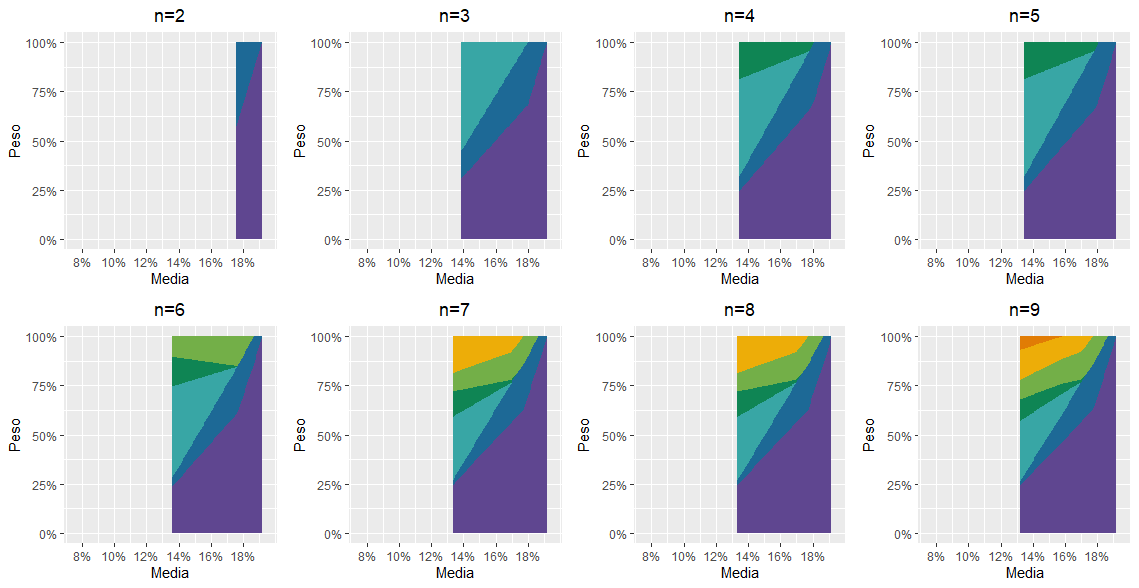 n=2 n=3 n=4 n=5
100% 100% 100% 100%
75% 75% 75% 75%
Peso Peso Peso Peso
50% 50% 50% 50%
25% 25% 25% 25%
0% 0% 0% 0%
8% 10% 12% 14% 16% 18% 8% 10% 12% 14% 16% 18% 8% 10% 12% 14% 16% 18% 8% 10% 12% 14% 16% 18%
Media Media Media Media
n=6 n=7 n=8 n=9
100% 100% 100% 100%
75% 75% 75% 75%
Peso Peso Peso Peso
50% 50% 50% 50%
25% 25% 25% 25%
0% 0% 0% 0%
8% 10% 12% 14% 16% 18% 8% 10% 12% 14% 16% 18% 8% 10% 12% 14% 16% 18% 8% 10% 12% 14% 16% 18%
Media Media Media Media